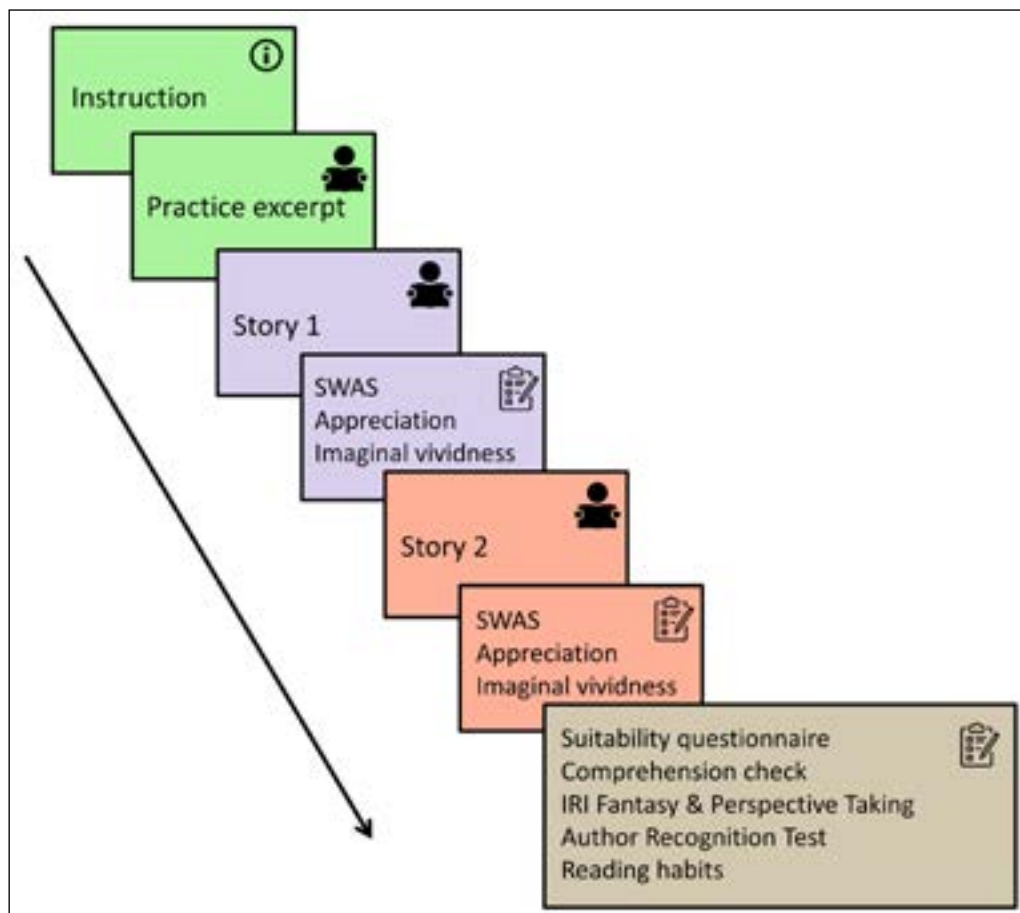 Instruction
Practice excerpt
Story 1
SWAS
Appreciation
Imaginal vividness
Story 2
SWAS
Appreciation
Imaginal vividness
Suitability questionnaire
Comprehension check
IRI Fantasy & Perspective Taking
Author Recognition Test
Reading habits